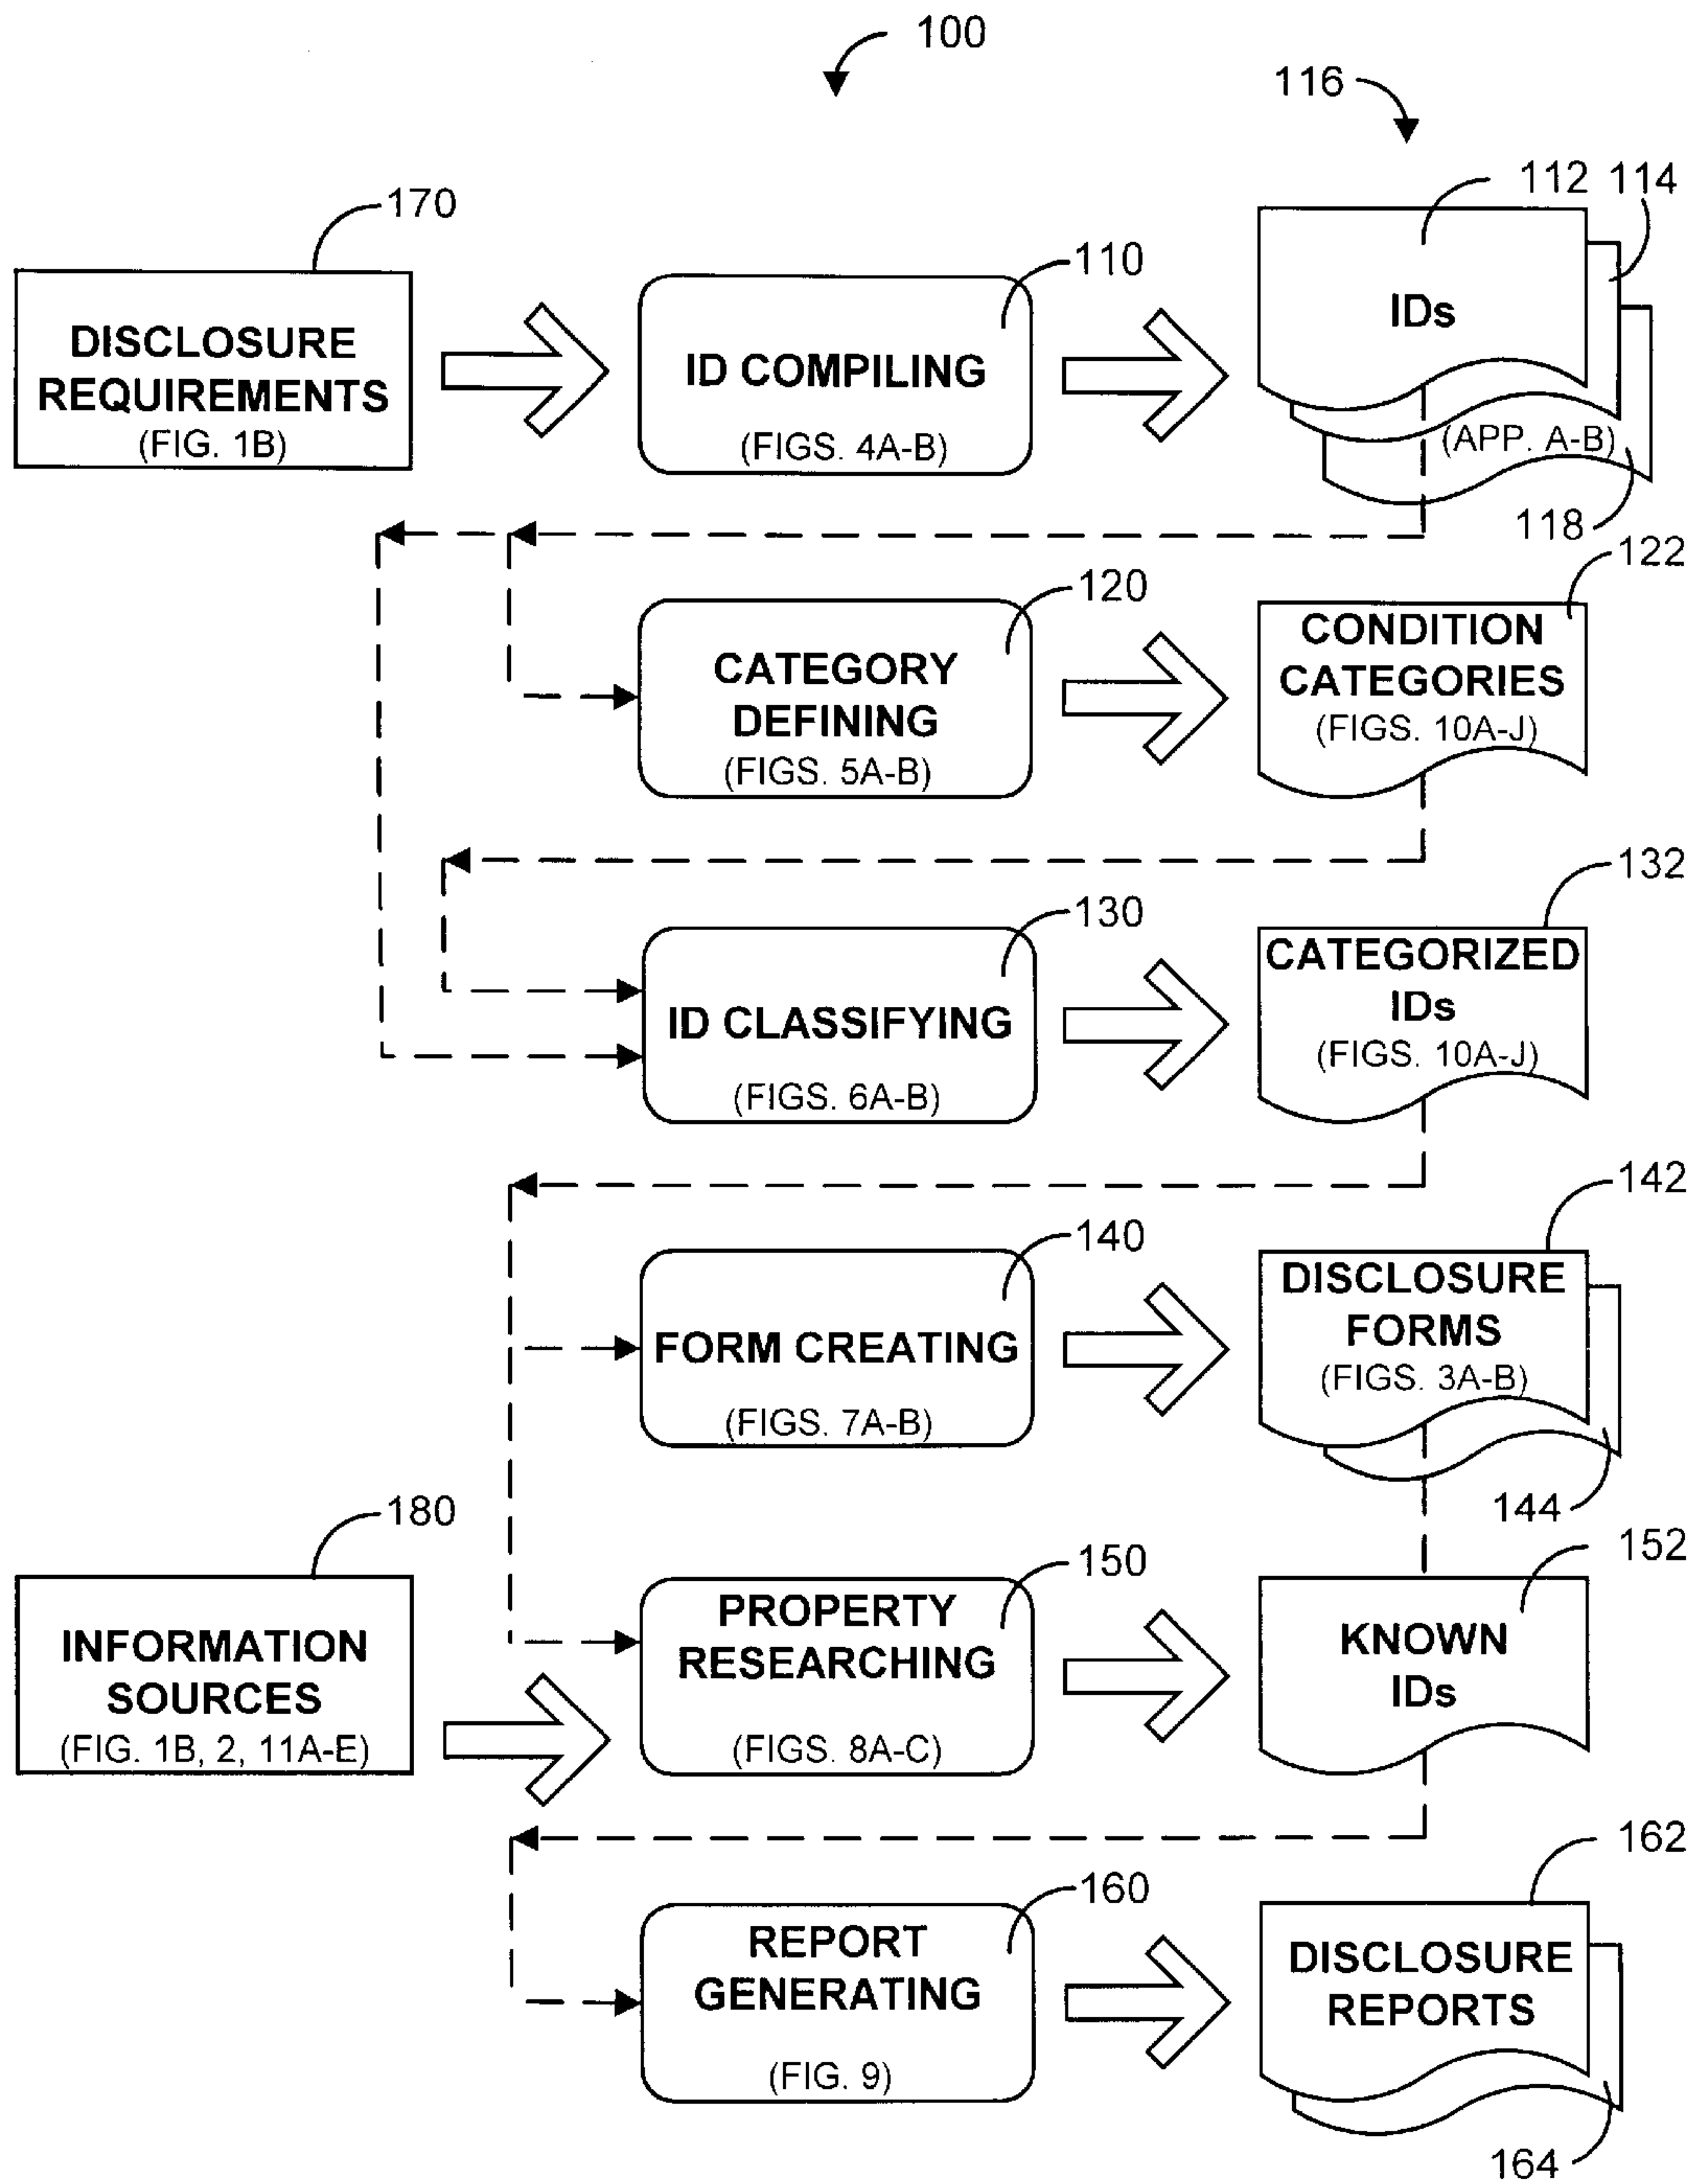 100
116
112 114
170
110
DISCLOSURE
REQUIREMENTS
(FIG. 1B)
ID COMPILING
(FIGS. 4A-B)
IDs
(APP. A-B)
118
122
120
CATEGORY
DEFINING
(FIGS. 5A-B)
CONDITION
CATEGORIES
(FIGS. 10A-J)
132
130
ID CLASSIFYING
(FIGS. 6A-B)
CATEGORIZED
IDs
(FIGS. 10A-J)
142
140
FORM CREATING
(FIGS. 7A-B)
DISCLOSURE
FORMS
(FIGS. 3A-B)
144
180
152
150
INFORMATION
SOURCES
(FIG. 1B, 2, 11A-E)
PROPERTY
RESEARCHING
(FIGS. 8A-C)
KNOWN
IDs
162
160
REPORT
GENERATING
(FIG. 9)
DISCLOSURE
REPORTS
164